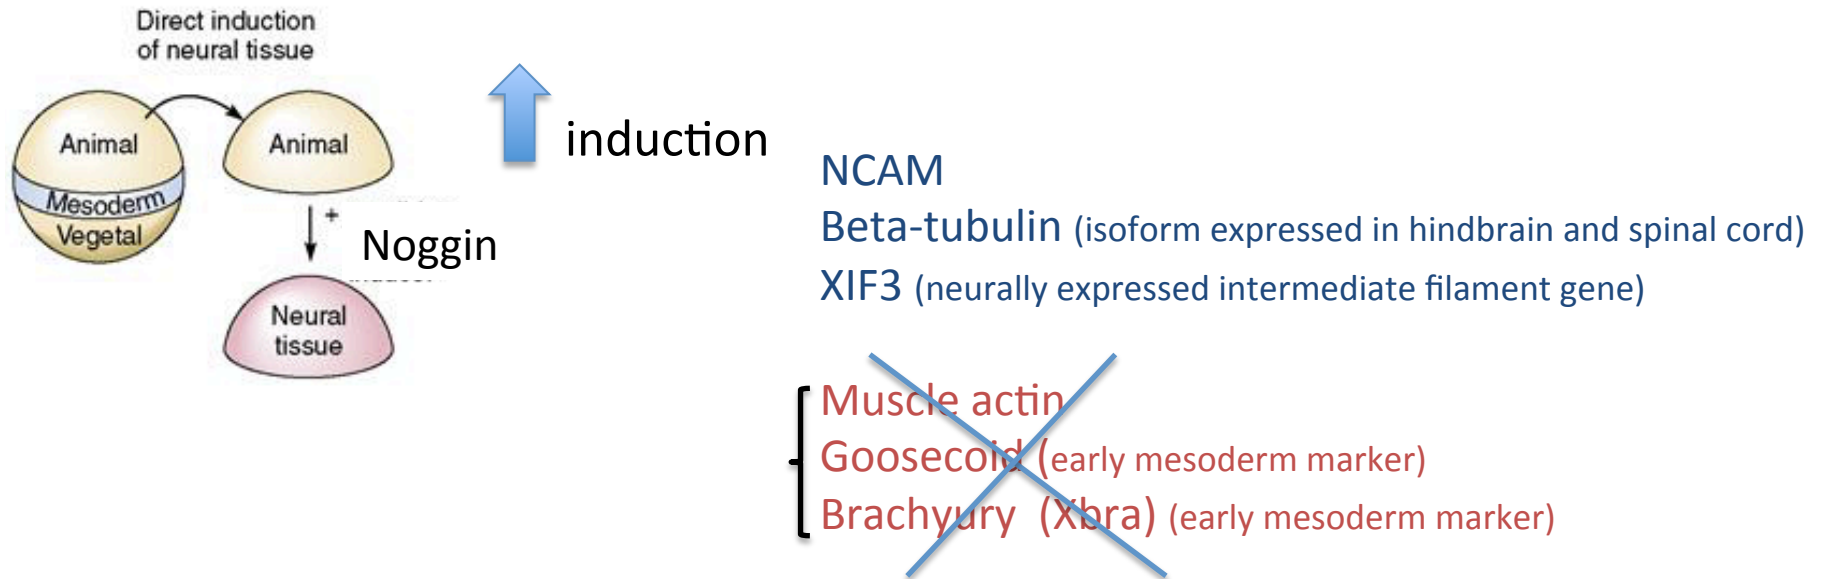 Direct induction
of neural tissue
Animal
Mesoderm
Vegetal
Animal
+
Noggin
Neural
tissue
induction
NCAM
Beta-tubulin (isoform expressed in hindbrain and spinal cord)
XIF3 (neurally expressed intermediate filament gene)
Muscle actin
Goosecoid (early mesoderm marker)
Brachyury (Xbra) (early mesoderm marker)